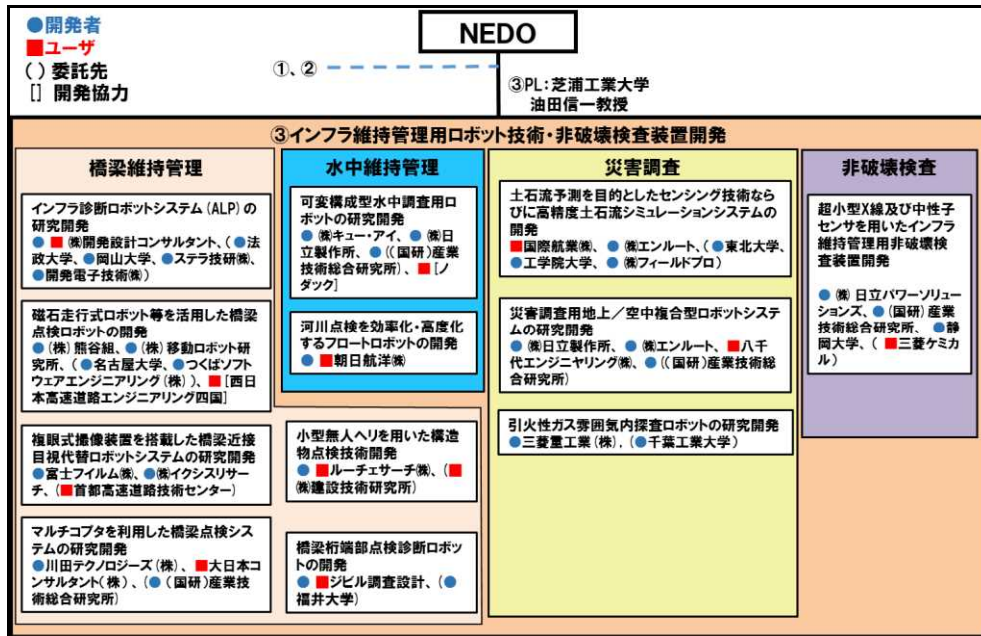 ●開発者
■ユーザ
( ) 委託先
[] 開発協力
NEDO
①、②
③PL:芝浦工業大学
油田信一教授
③インフラ維持管理用ロボット技術・非破壊検査装置開発
橋梁維持管理
インフラ診断ロボットシステム(ALP)の
研究開発
● ■㈱開発設計コンサルタント、(●法
政大学、●岡山大学、●ステラ技研㈱、
●開発電子技術㈱)
磁石走行式ロボット等を活用した橋梁
点検ロボットの開発
●(株)熊谷組、●(株)移動ロボット研
究所、(●名古屋大学、●つくばソフト
ウェアエンジニアリング(株))、■[西日
本高速道路エンジニアリング四国]
複眼式撮像装置を搭載した橋梁近接
目視代替ロボットシステムの研究開発
●富士フイルム㈱、●㈱イクシスリサー
チ、(■首都高速道路技術センター)
マルチコプタを利用した橋梁点検シス
テムの研究開発
●川田テクノロジーズ(株)、■大日本コ
ンサルタント(株)、(●(国研)産業技
術総合研究所)
水中維持管理
可変構成型水中調査用ロ
ボットの研究開発
●㈱キュー・アイ、●㈱日
立製作所、●((国研)産業
技術総合研究所)、■[ノ
ダック]
河川点検を効率化・高度化
するフロートロボットの開発
● ■朝日航洋㈱
小型無人ヘリを用いた構造
物点検技術開発
● ■ルーチェサーチ㈱、(■
㈱建設技術研究所)
橋梁桁端部点検診断ロボッ
トの開発
● ■ジビル調査設計、(●
福井大学)
災害調査
土石流予測を目的としたセンシング技術なら
びに高精度土石流シミュレーションシステムの
開発
■国際航業㈱、●㈱エンルート、(●東北大学、
●工学院大学、●㈱フィールドプロ)
災害調査用地上/空中複合型ロボットシステ
ムの研究開発
●㈱日立製作所、●㈱エンルート、■八千
代エンジニヤリング㈱、●((国研)産業技術総
合研究所)
引火性ガス雰囲気内探査ロボットの研究開発
●三菱重工業(株)、(●千葉工業大学)
非破壊検査
超小型X線及び中性子
センサを用いたインフラ
維持管理用非破壊検
査装置開発
●(株)日立パワーソリュー
ションズ、●(国研)産業
技術総合研究所、●静
岡大学、(■三菱ケミカ
ル)